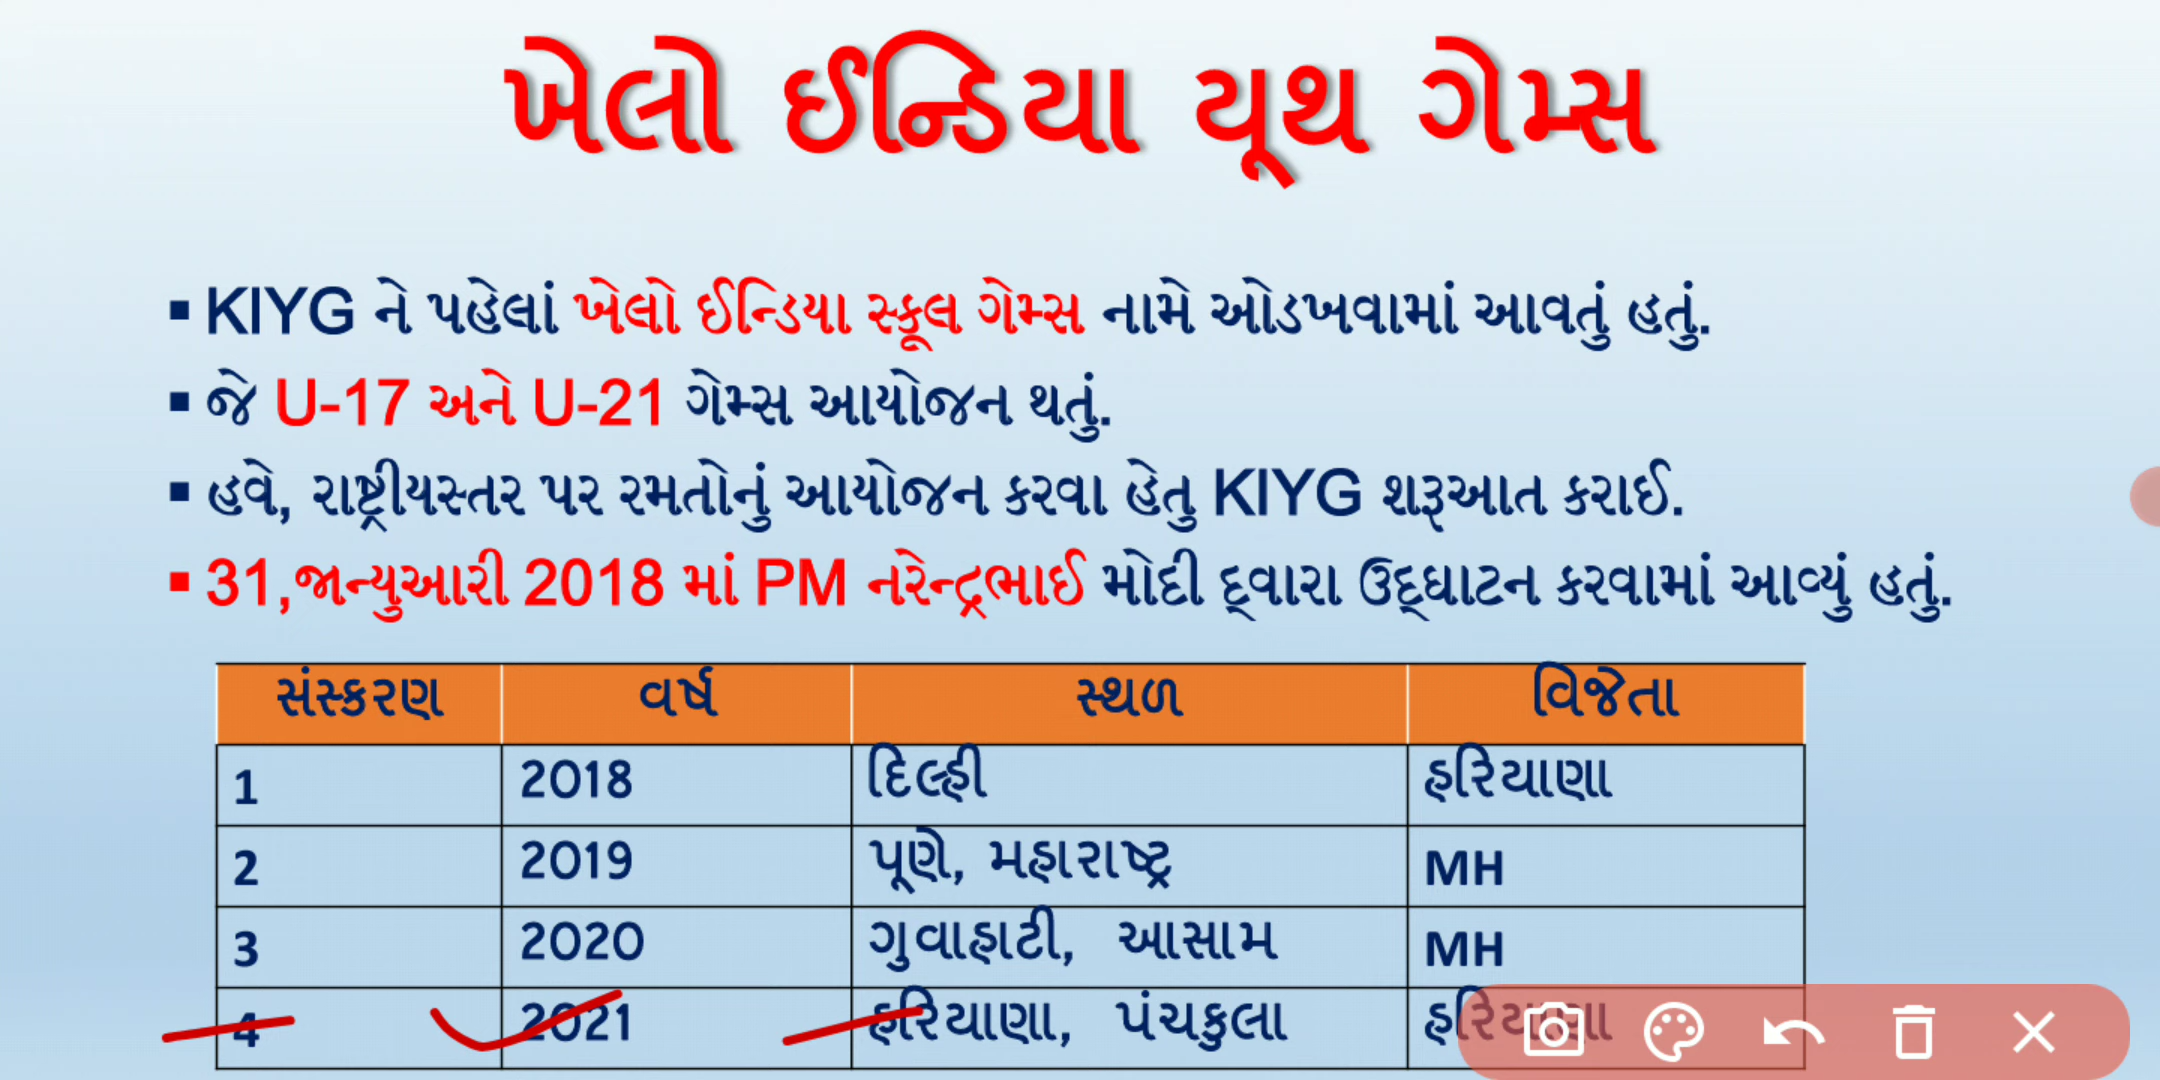 ખેલો ઈન્ડિયા યૂથ ગેમ્સ
▪ KIYG ને પહેલાં ખેલો ઈન્ડિયા સ્કૂલ ગેમ્સ નામે ઓડખવામાં આવતું હતું.
▪ જે U-17 અને U-21 ગેમ્સ આયોજન થતું.
▪ હવે, રાષ્ટ્રીયસ્તર પર રમતોનું આયોજન કરવા હેતુ KIYG શરૂઆત કરાઈ.
▪ 31,જાન્યુઆરી 2018 માં PM નરેન્દ્રભાઈ મોદી દ્વારા ઉદ્ઘાટન કરવામાં આવ્યું હતું.
સંસ્કરણ વર્ષ સ્થળ વિજેતા
1 2018 દિલ્હી હરિયાણા
2 2019 પૂણે, મહારાષ્ટ્ર MH
3 2020 ગુવાહાટી, આસામ MH
4 2021 હરિયાણા, પંચકુલા હરિયાણા